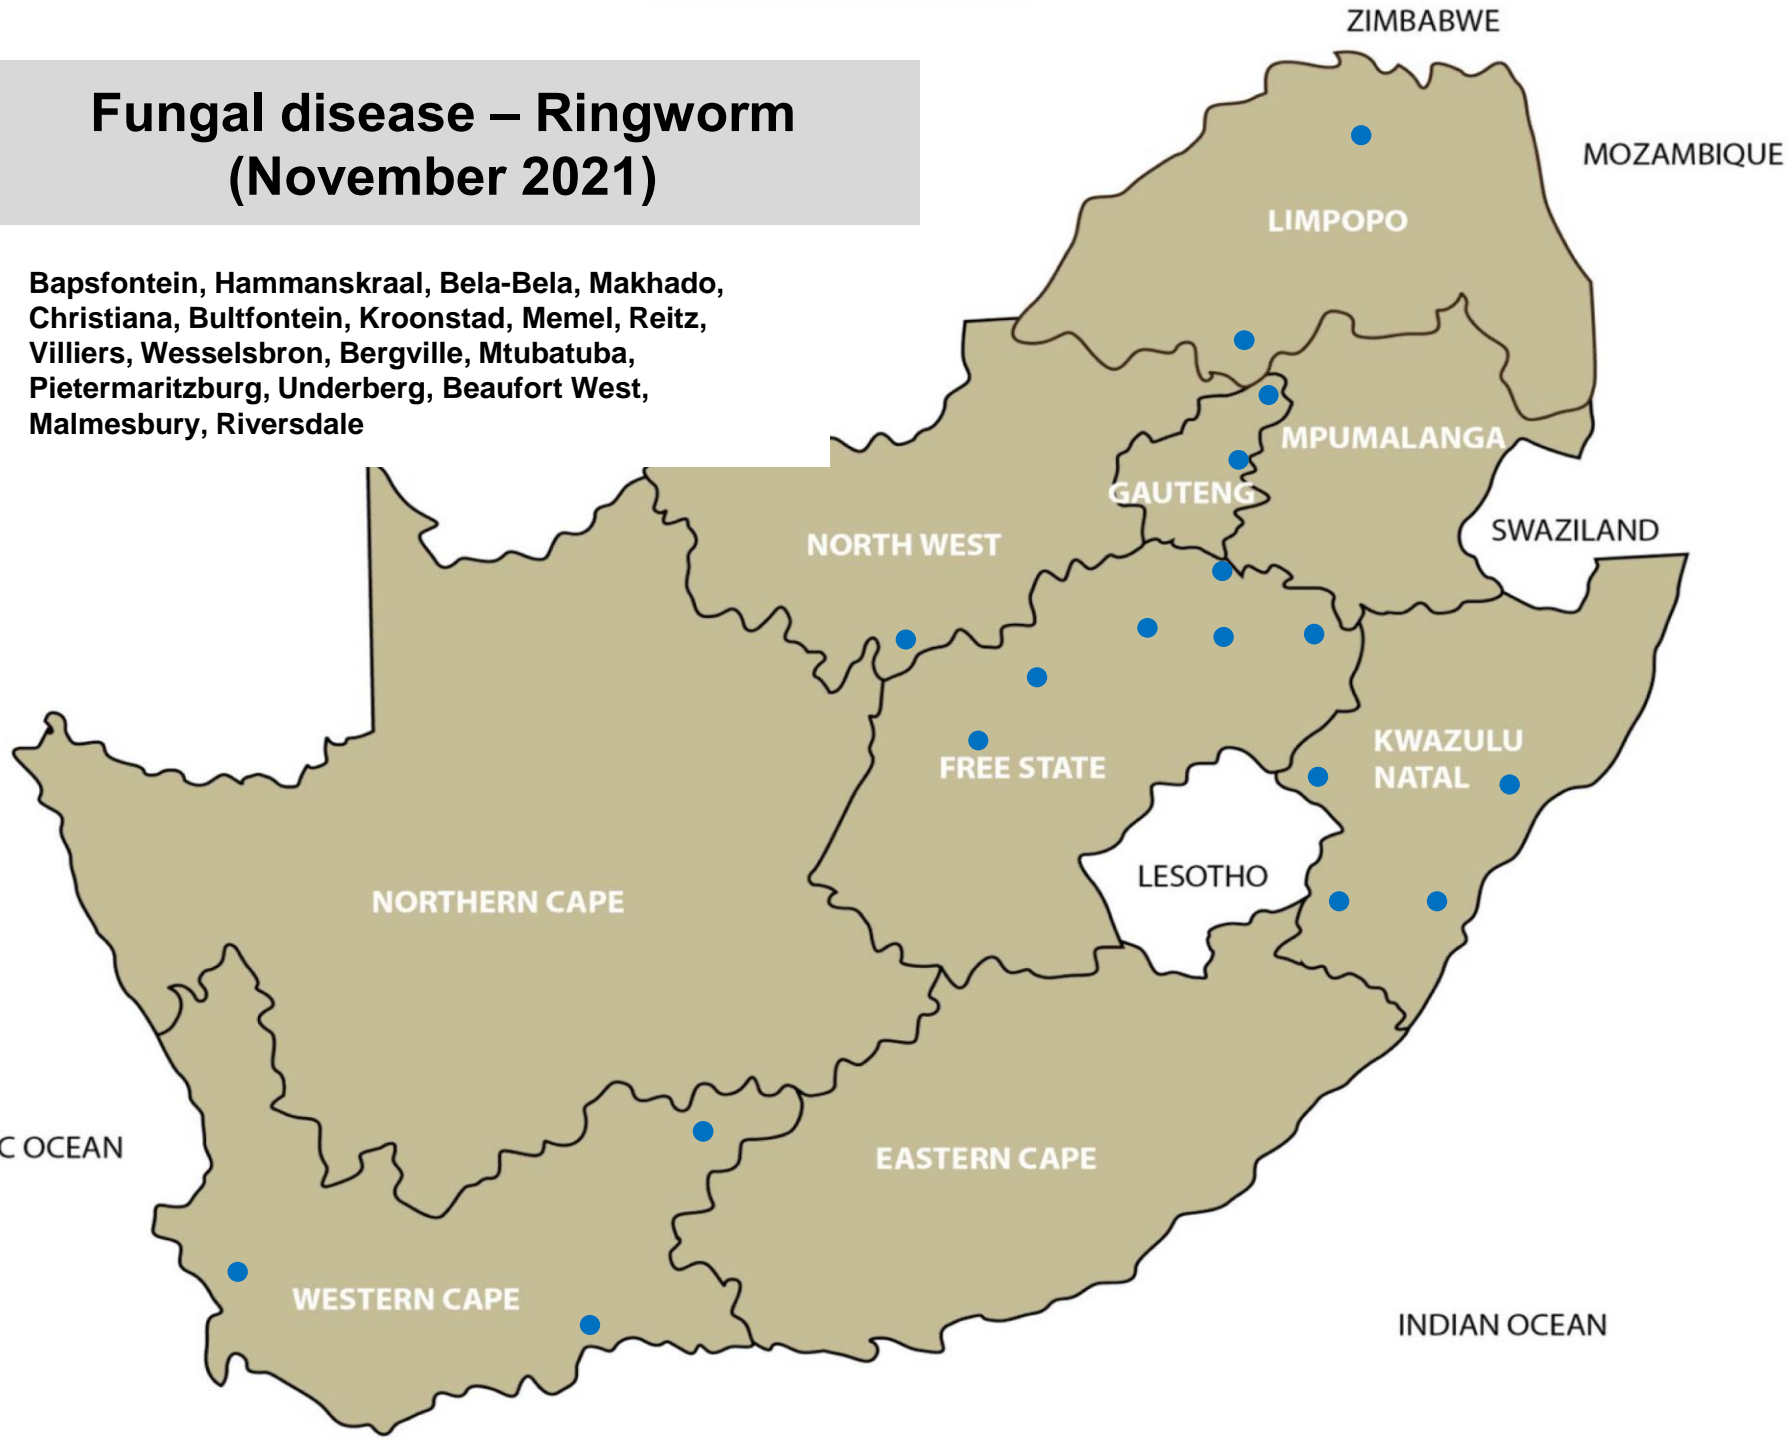 ZIMBABWE
Fungal disease – Ringworm
(November 2021)
MOZAMBIQUE
LIMPOPO
Bapsfontein, Hammanskraal, Bela-Bela, Makhado,
Christiana, Bultfontein, Kroonstad, Memel, Reitz,
Villiers, Wesselsbron, Bergville, Mtubatuba,
Pietermaritzburg, Underberg, Beaufort West,
Malmesbury, Riversdale
MPUMALANGA
GAUTENG
SWAZILAND
NORTH WEST
KWAZULU
NATAL
FREE STATE
LESOTHO
NORTHERN CAPE
C OCEAN
EASTERN CAPE
WESTERN CAPE
INDIAN OCEAN